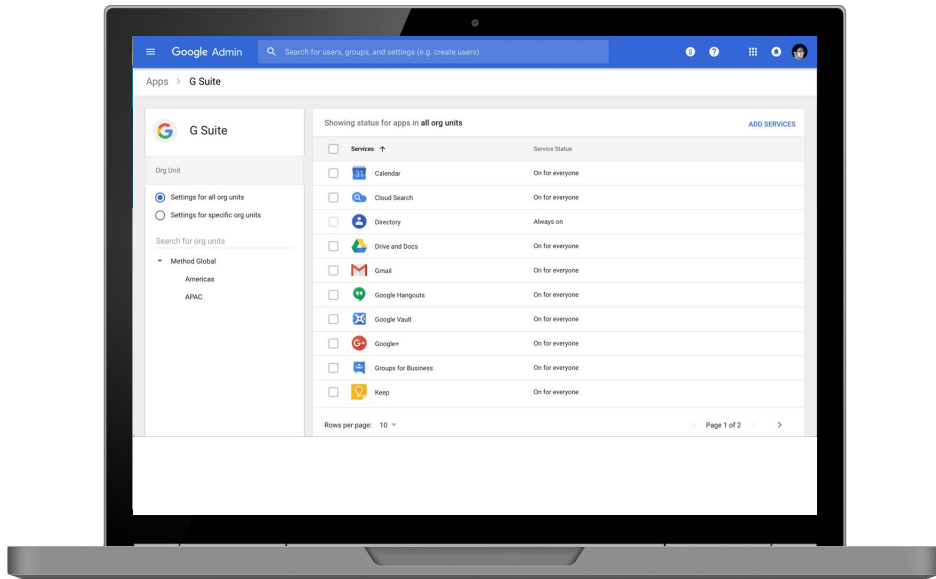 Google Admin
Search for users, groups, and settings (e.g. create users)
Apps > G Suite
G Suite
Org Unit
Settings for all org units
Settings for specific org units
Search for org units
Method Global
Americas
APAC
Showing status for apps in all org units
ADD SERVICES
Services Service Status
31 Calendar On for everyone
Cloud Search On for everyone
Directory Always on
Drive and Docs On for everyone
Gmail On for everyone
Google Hangouts On for everyone
Google Vault On for everyone
G+ Google+ On for everyone
Groups for Business On for everyone
Keep On for everyone
Rows per page: 10 Page 1 of 2